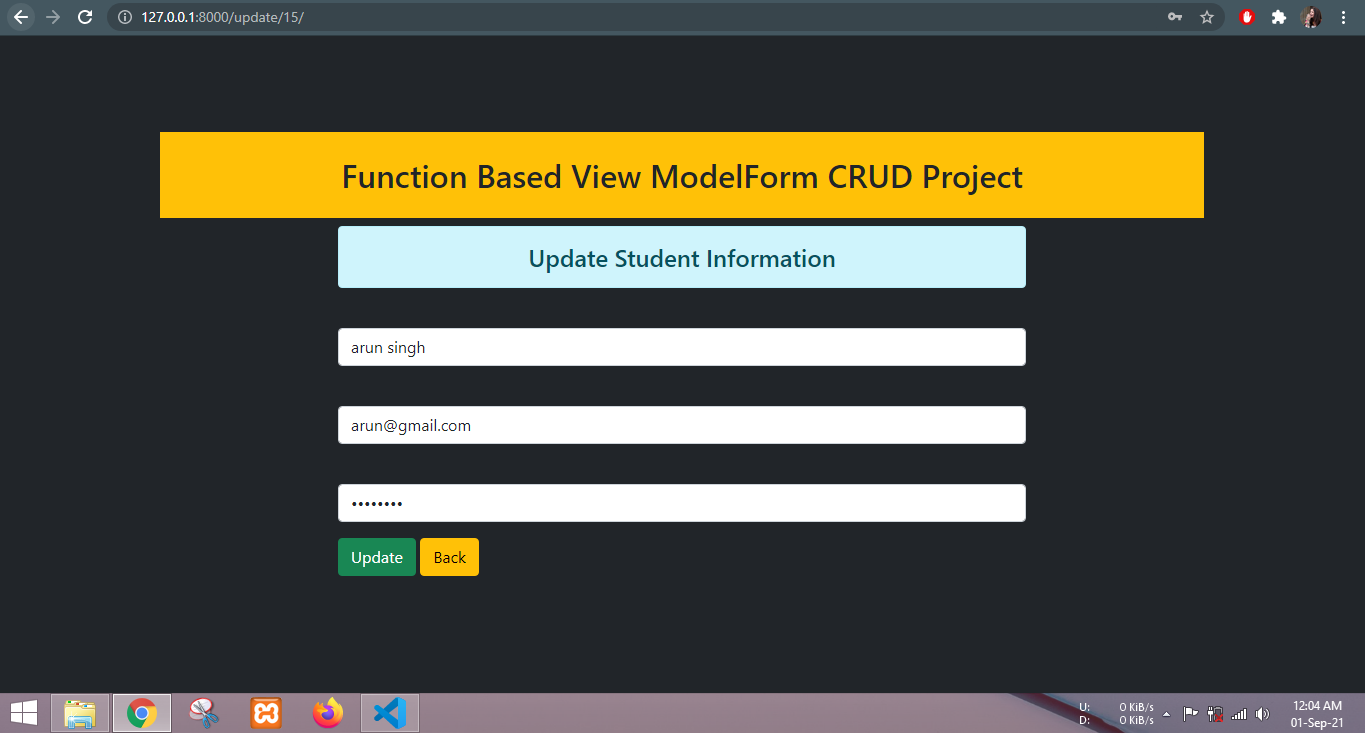 127.0.0.1:8000/update/15/
Function Based View ModelForm CRUD Project
Update Student Information
arun singh
arun@gmail.com
••••••••
Update Back
U: 0 KiB/s
D: 0 KiB/s
12:04 AM
01-Sep-21